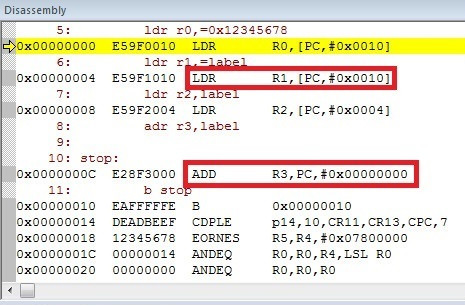 Disassembly
5: ldr r0,=0x12345678
0x00000000 E59F0010 LDR R0,[PC,#0x0010]
6: ldr r1,=label
0x00000004 E59F1010 LDR R1,[PC,#0x0010]
7: ldr r2,label
0x00000008 E59F2004 LDR R2,[PC,#0x0004]
8: adr r3,label
9:
10: stop:
0x0000000C E28F3000 ADD R3,PC,#0x00000000
11: b stop
0x00000010 EAFFFFFE B 0x00000010
0x00000014 DEADBEEF CDPLE p14,10,CR11,CR13,CPC,7
0x00000018 12345678 EORNES R5,R4,#0x07800000
0x0000001C 00000014 ANDEQ R0,R0,R4,LSL R0
0x00000020 00000000 ANDEQ R0,R0,R0